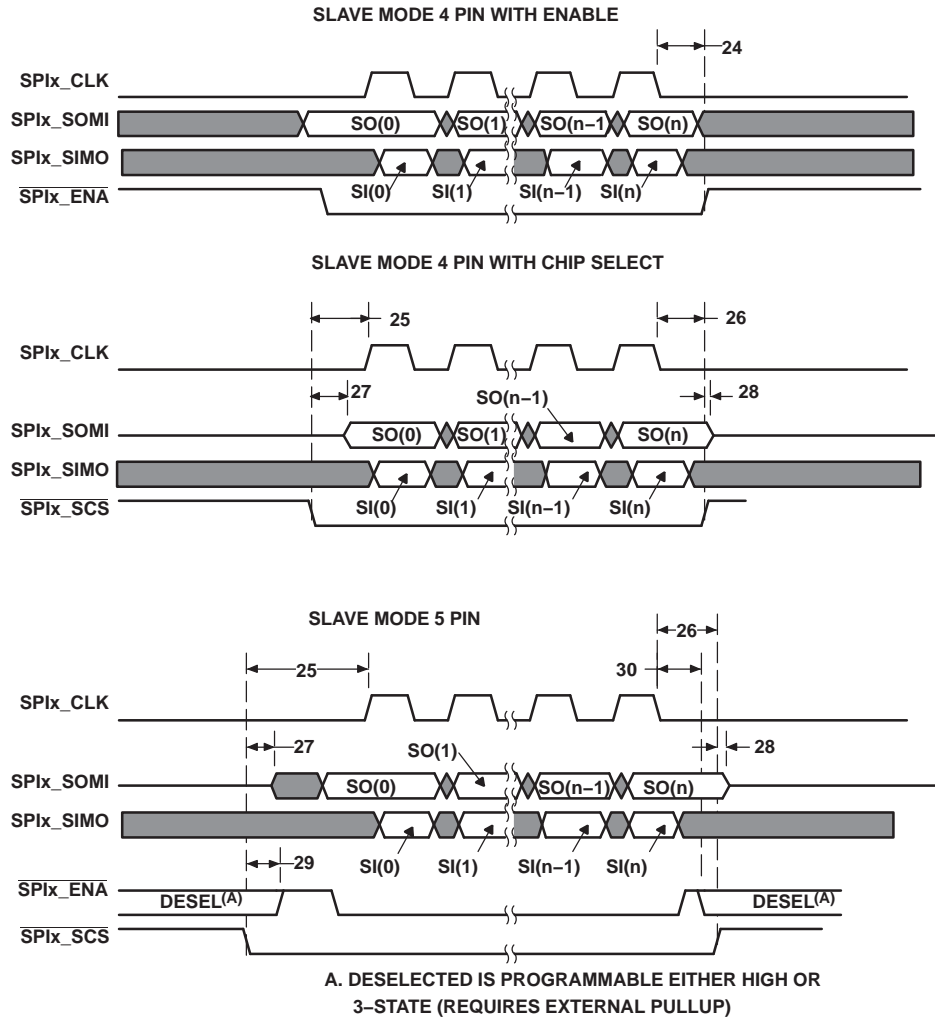 SLAVE MODE 4 PIN WITH ENABLE
24
SPIx_CLK
SPIx_SOMI
SO(0)
SO(1)
SO(n−1
SO(n)
SPIx_SIMO
SPIx_ENA
SI(0)
SI(1)
SI(n−1)
SI(n)
SLAVE MODE 4 PIN WITH CHIP SELECT
25
26
SPIx_CLK
27
SO(n−1)
28
SPIx_SOMI
SO(0)
SO(1)
SO(n)
SPIx_SIMO
SPIx_SCS
SI(0)
SI(1)
SI(n−1)
SI(n)
SLAVE MODE 5 PIN
26
25
30
SPIx_CLK
27
SO(1)
28
SPIx_SOMI
SO(0)
SO(n−1)
SO(n)
SPIx_SIMO
29
SI(0)
SI(1)
SI(n−1)
SI(n)
SPIx_ENA
DESEL(A)
DESEL(A)
SPIx_SCS
A. DESELECTED IS PROGRAMMABLE EITHER HIGH OR
3−STATE (REQUIRES EXTERNAL PULLUP)